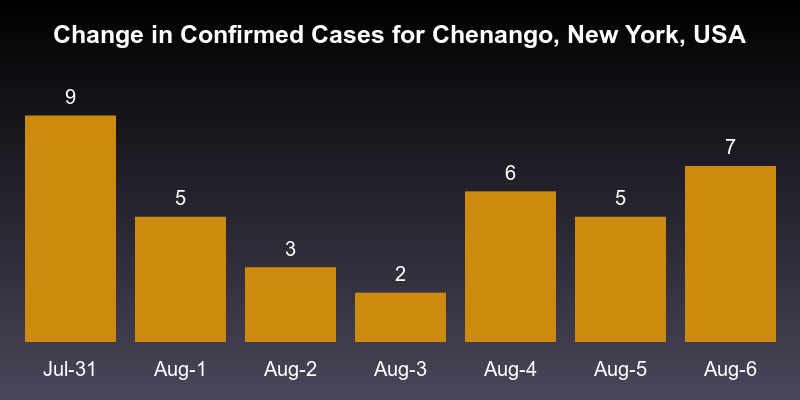 Change in Confirmed Cases for Chenango, New York, USA
9
5
3
2
6
5
7
Jul-31
Aug-1
Aug-2
Aug-3
Aug-4
Aug-5
Aug-6